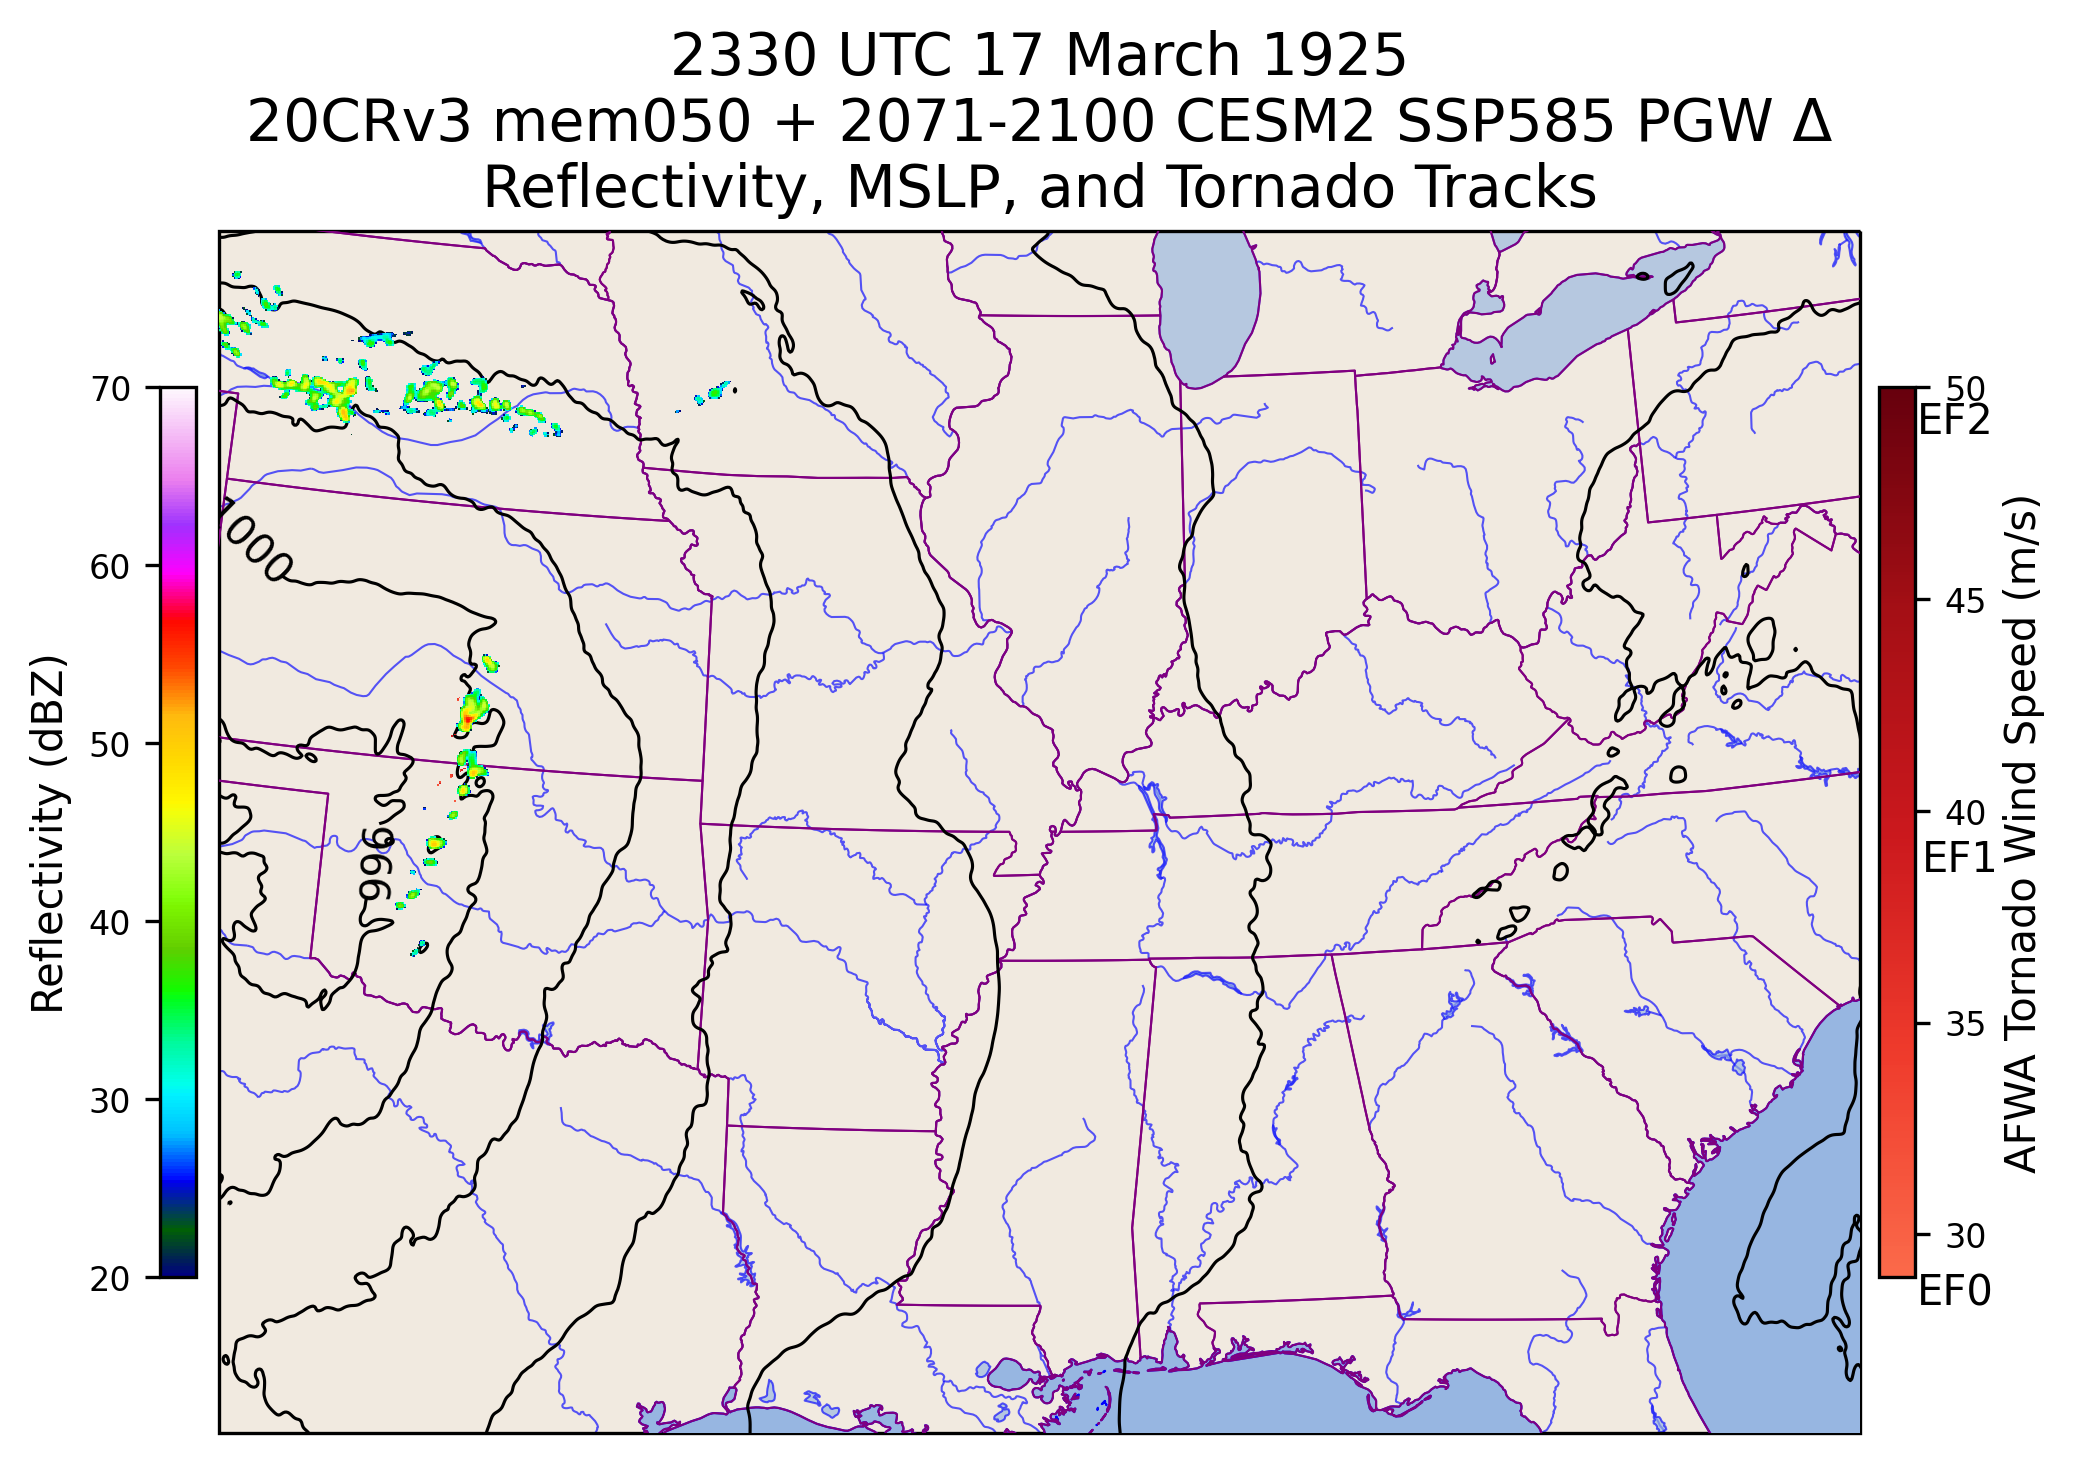 2330 UTC 17 March 1925
20CRv3 mem050 + 2071-2100 CESM2 SSP585 PGW Δ
Reflectivity, MSLP, and Tornado Tracks
Reflectivity (dBZ)
70
60
50
40
30
20
1000
996
50
EF2
45
40
EF1
35
30
EF0
AFWA Tornado Wind Speed (m/s)